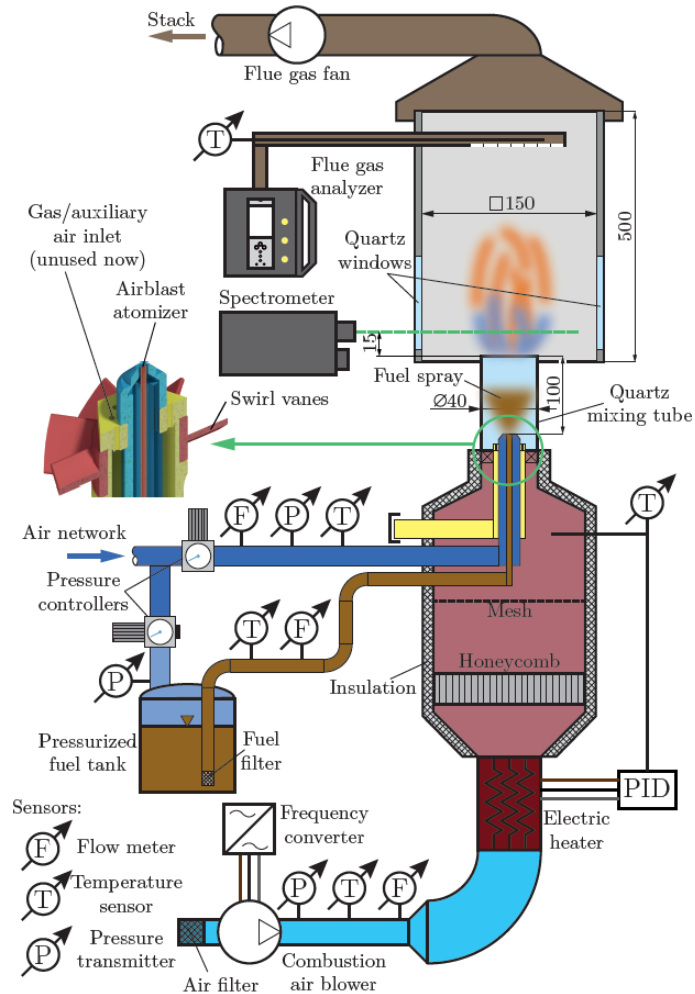 Stack
Flue gas fan
T
Flue gas
analyzer
□150
500
Gas/auxiliary
air inlet
(unused now)
Quartz
windows
Airblast
atomizer
Spectrometer
15
Fuel spray
100
Swirl vanes
Ø40
Quartz
mixing tube
F
P
T
T
Air network
Pressure
controllers
T
F
Mesh
P
Honeycomb
Insulation
Pressurized
fuel tank
Fuel
filter
PID
Sensors:
Frequency
converter
Electric
heater
F
Flow meter
T
Temperature
sensor
P
T
F
P
Pressure
transmitter
Air filter
Combustion
air blower